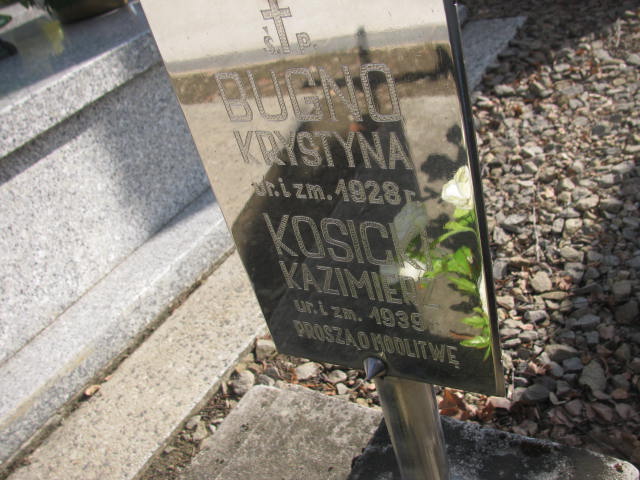 Ś. p.
BUGNO
KRYSTYNA
ur. i zm. 1928 r.
KOSICKI
KAZIMIERZ
ur. i zm. 1939
PROSZĄ O MODLITWĘ